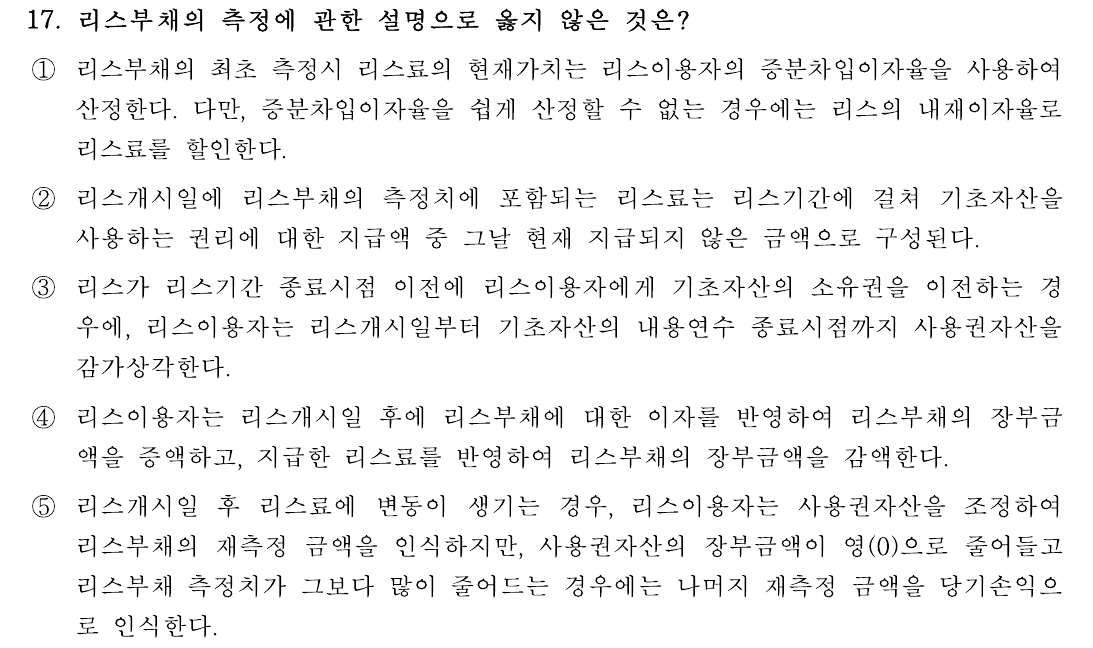 17. 리스부채의 측정에 관한 설명으로 옳지 않은 것은?
① 리스부채의 최초 측정시 리스료의 현재가치는 리스이용자의 증분차입이자율을 사용하여
산정한다. 다만, 증분차입이자율을 쉽게 산정할 수 없는 경우에는 리스의 내재이자율로
리스료를 할인한다.
② 리스개시일에 리스부채의 측정치에 포함되는 리스료는 리스기간에 걸쳐 기초자산을
사용하는 권리에 대한 지급액 중 그날 현재 지급되지 않은 금액으로 구성된다.
③ 리스가 리스기간 종료시점 이전에 리스이용자에게 기초자산의 소유권을 이전하는 경
우에, 리스이용자는 리스개시일부터 기초자산의 내용연수 종료시점까지 사용권자산을
감가상각한다.
④ 리스이용자는 리스개시일 후에 리스부채에 대한 이자를 반영하여 리스부채의 장부금
액을 증액하고, 지급한 리스료를 반영하여 리스부채의 장부금액을 감액한다.
⑤ 리스개시일 후 리스료에 변동이 생기는 경우, 리스이용자는 사용권자산을 조정하여
리스부채의 재측정 금액을 인식하지만, 사용권자산의 장부금액이 영(0)으로 줄어들고
리스부채 측정치가 그보다 많이 줄어드는 경우에는 나머지 재측정 금액을 당기손익으
로 인식한다.